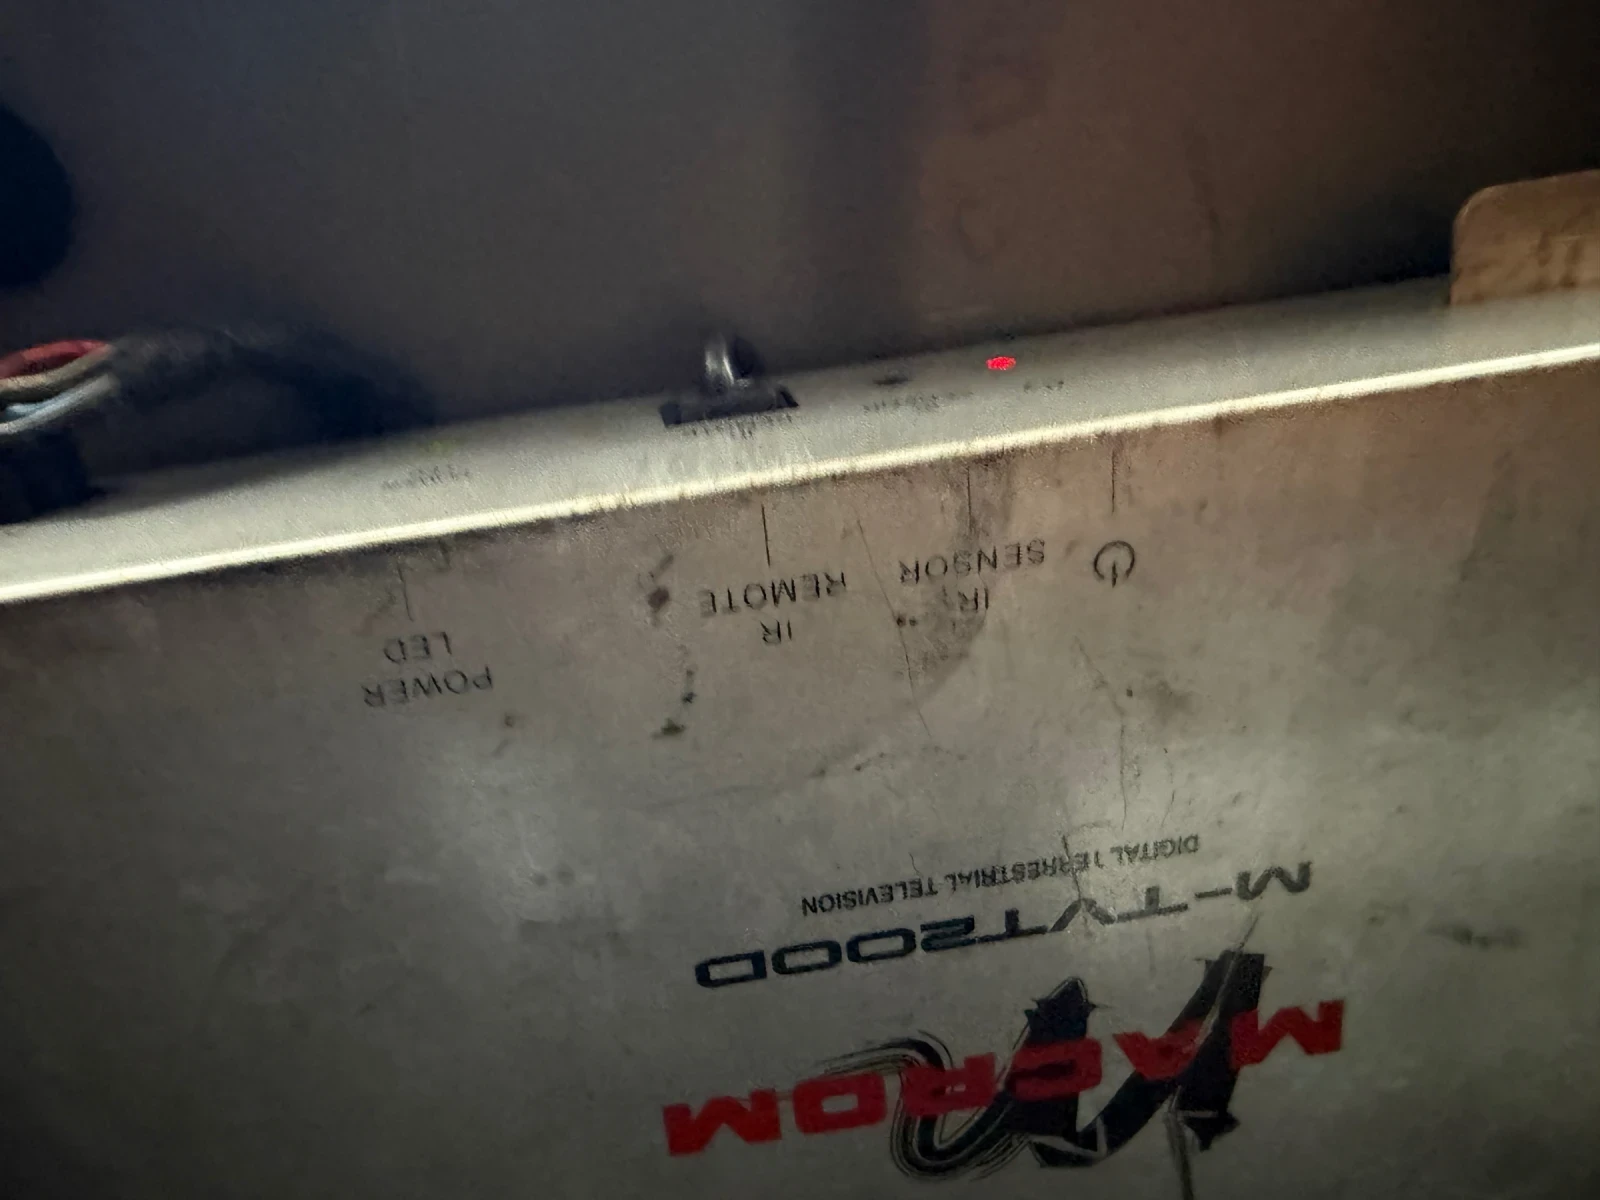 MACROM
M-TVT200D
DIGITAL TERRESTRIAL TELEVISION
IR
SENSOR
IR
REMOTE
POWER
LED